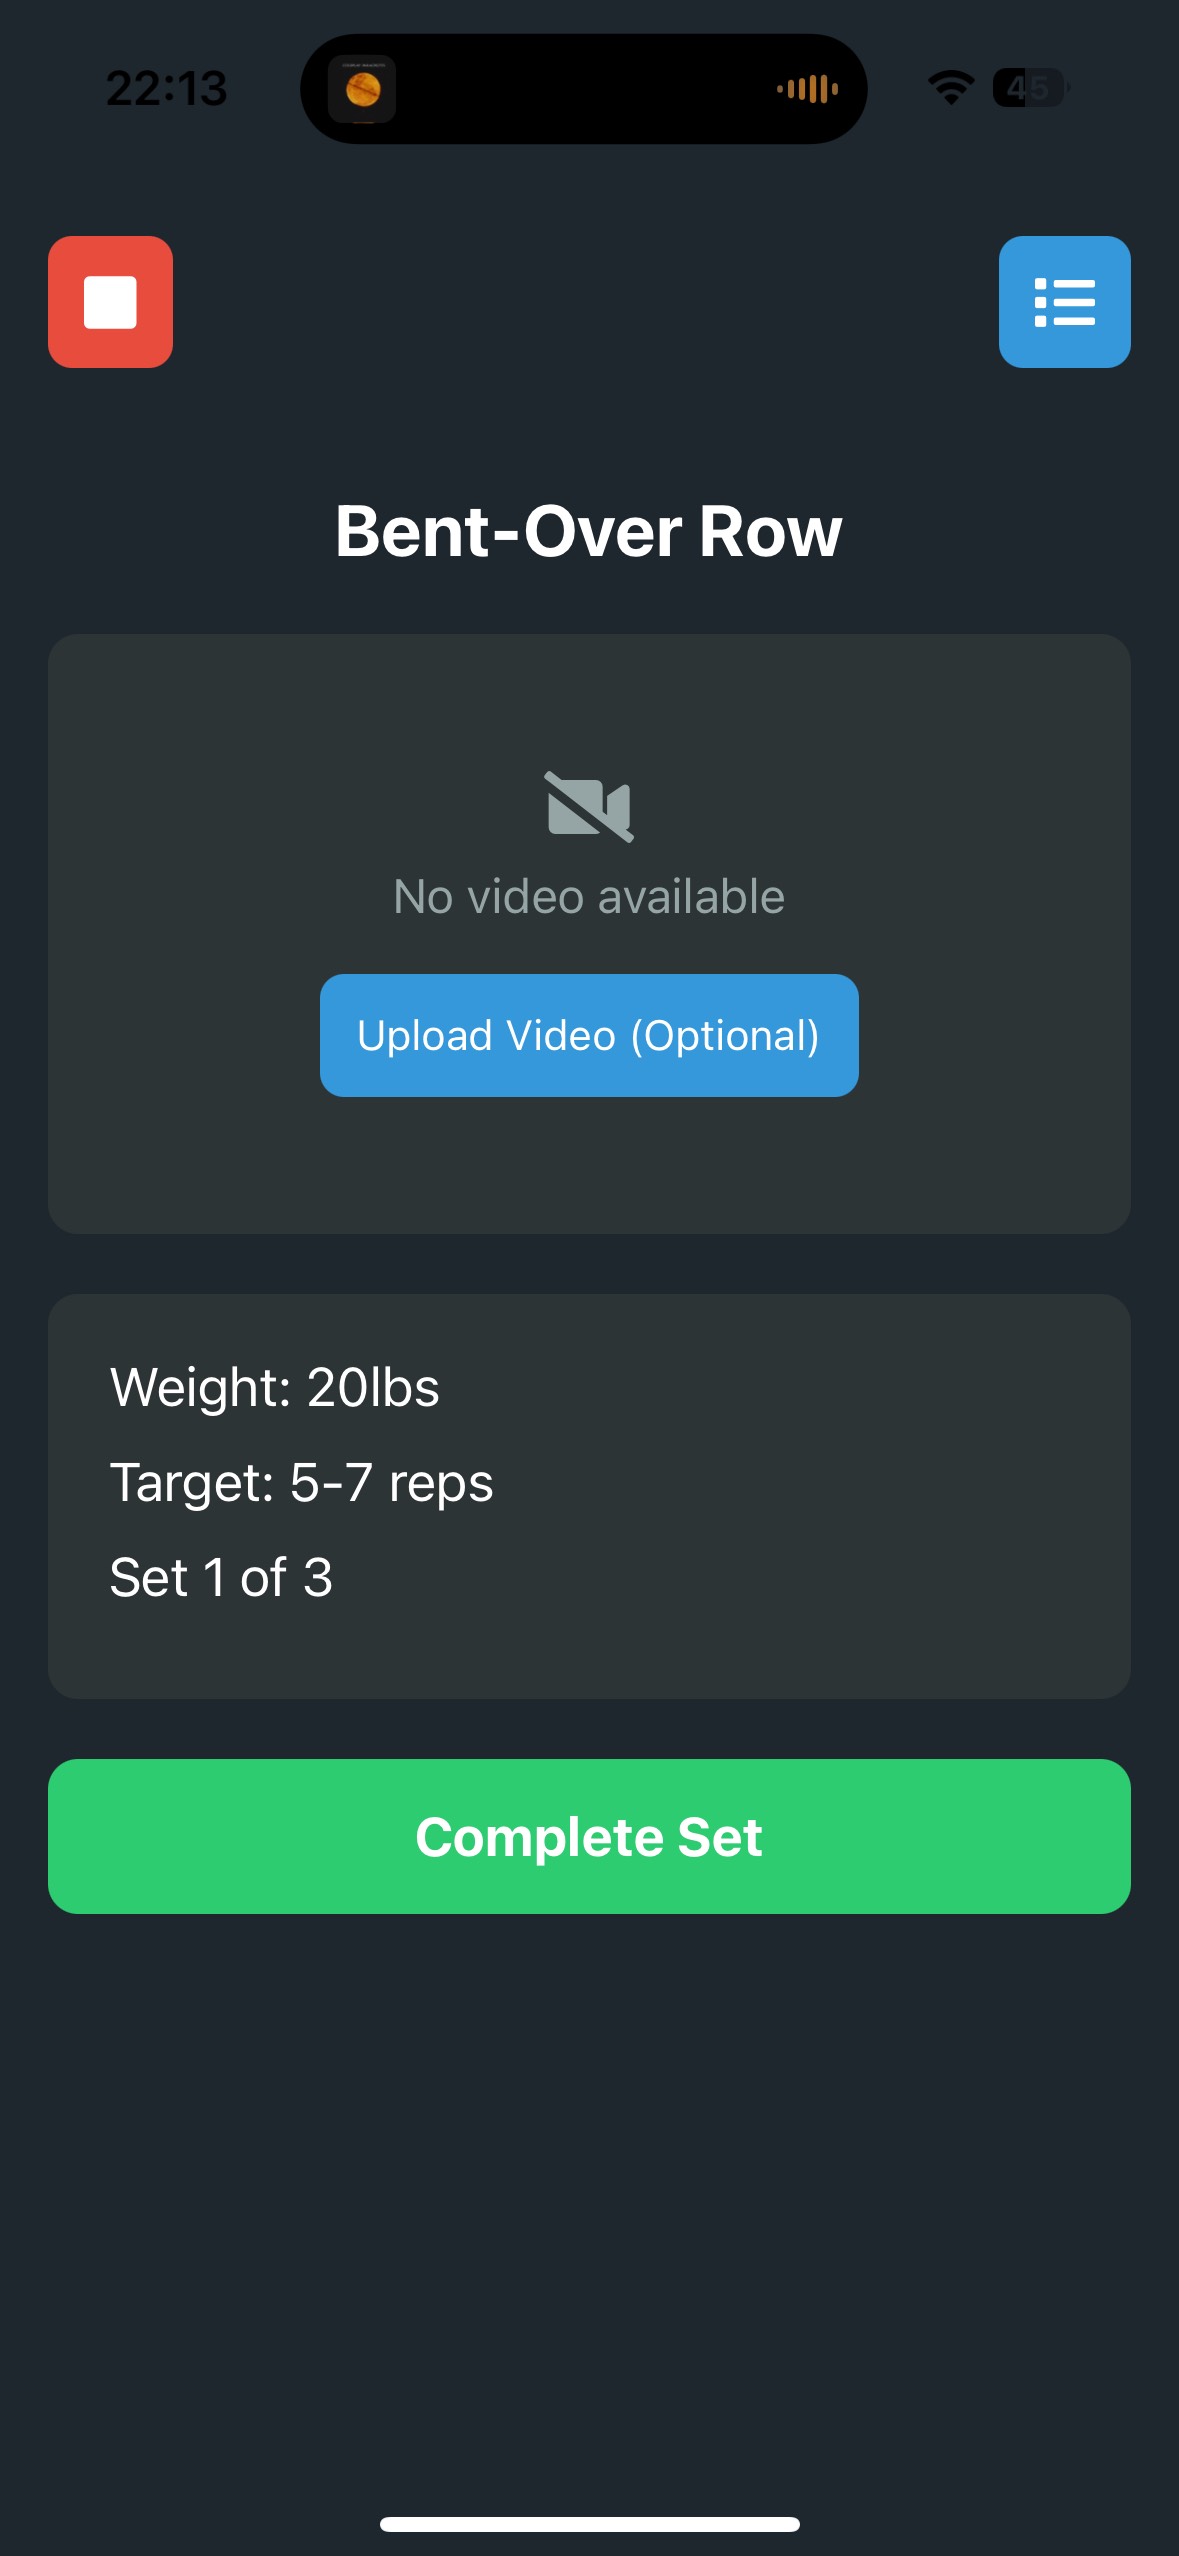 22:13
45
Bent-Over Row
No video available
Upload Video (Optional)
Weight: 20lbs
Target: 5-7 reps
Set 1 of 3
Complete Set